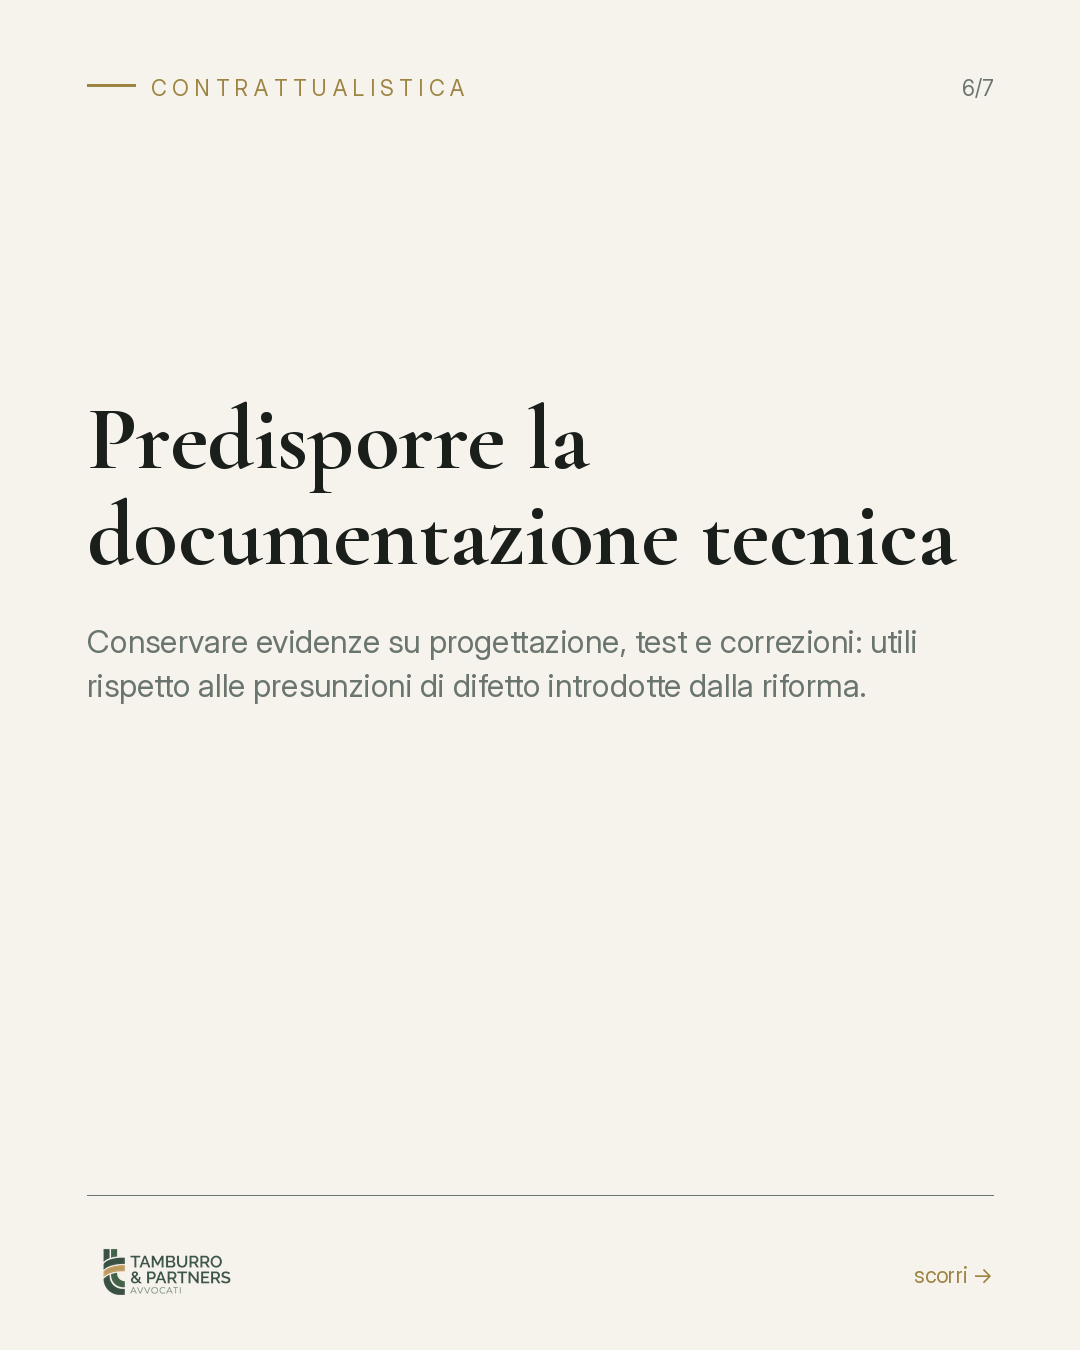 CONTRATTUALISTICA
6/7
Predisporre la
documentazione tecnica
Conservare evidenze su progettazione, test e correzioni: utili
rispetto alle presunzioni di difetto introdotte dalla riforma.
TAMBURRO
& PARTNERS
AVVOCATI
scorri →